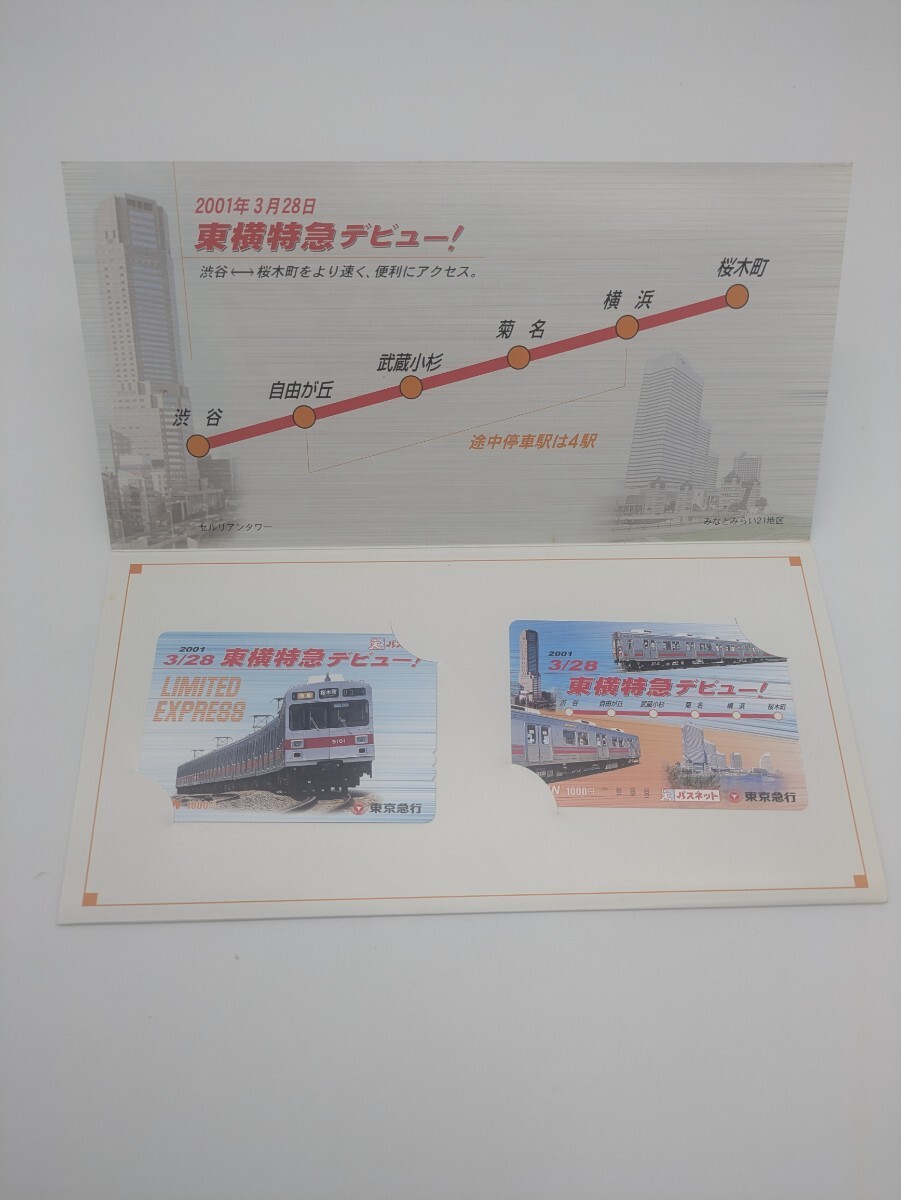 2001年3月28日
東横特急デビュー!
渋谷⟷桜木町をより速く、便利にアクセス。
桜木町
横 浜
菊 名
武蔵小杉
自由が丘
渋 谷
途中停車駅は4駅
セルリアンタワー
みなとみらい21地区
2001
3/28 東横特急デビュー!
LIMITED
EXPRESS
桜木町
9101
1000
東京急行
2001
3/28
東横特急デビュー!
渋谷 自由が丘 武蔵小杉 菊名 横浜 桜木町
N 1000
パスネット
東京急行